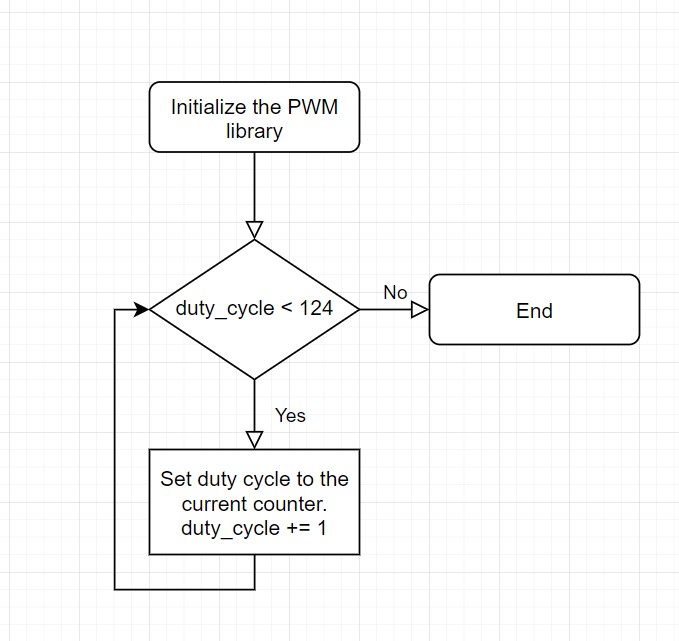 Initialize the PWM
library
duty_cycle < 124
No
End
Yes
Set duty cycle to the
current counter.
duty_cycle += 1